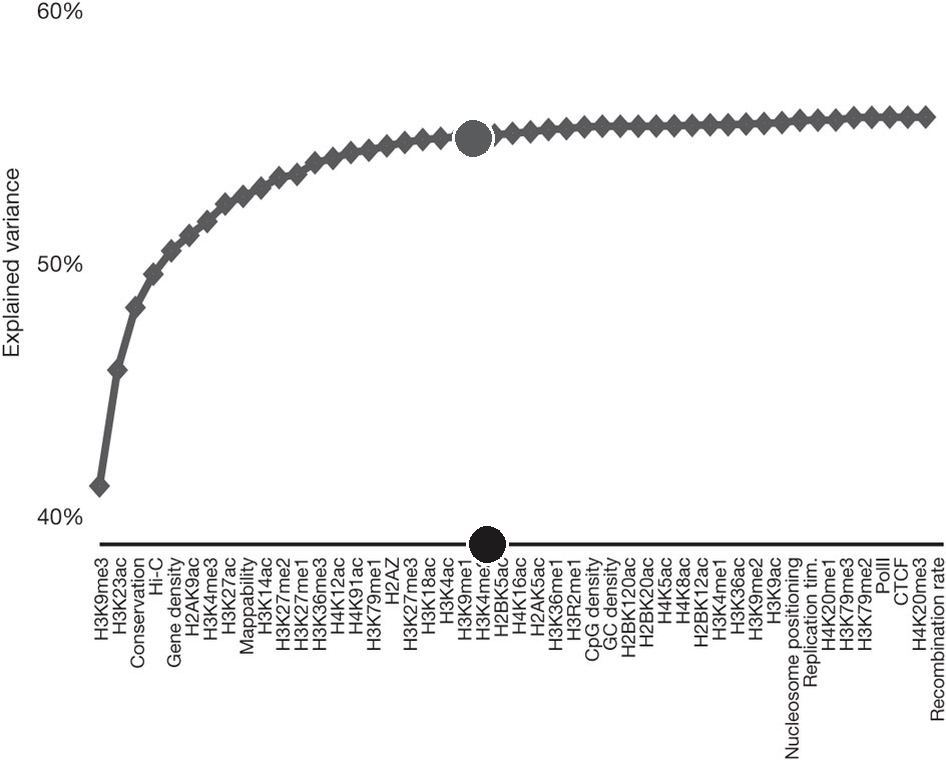 60%
50%
40%
Explained variance
H3K9me3
H3K23ac
Conservation
Hi-C
Gene density
H2AK9ac
H3K4me3
H3K27ac
Mappability
H3K14ac
H3K27me2
H3K27me1
H3K36me3
H4K12ac
H4K91ac
H3K79me1
H2AZ
H3K27me3
H3K18ac
H3K4ac
H3K9me1
H2BK5ac
H4K16ac
H2AK5ac
H3K36me1
H3R2me1
CpG density
GC density
H2BK120ac
H2BK20ac
H4K5ac
H4K8ac
H2BK12ac
H3K4me1
H3K36ac
H3K9me2
H3K9ac
Nucleosome positioning
Replication tim.
H4K20me1
H3K79me3
H3K79me2
PolII
CTCF
H4K20me3
Recombination rate